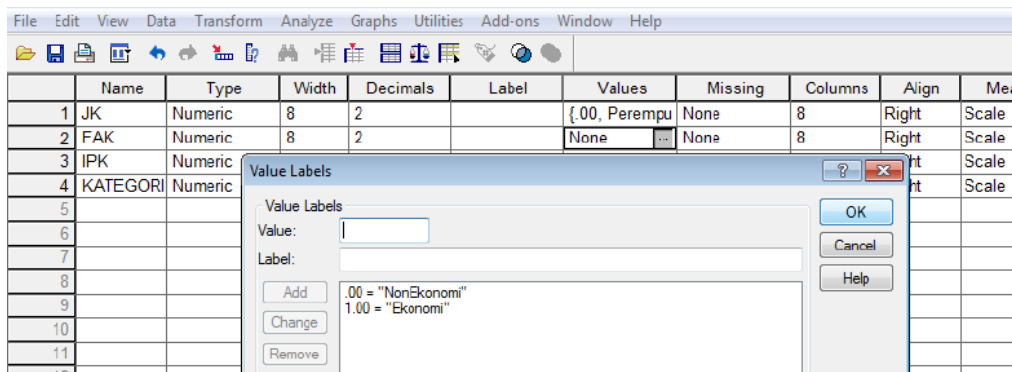 File Edit View Data Transform Analyze Graphs Utilities Add-ons Window Help
Name Type Width Decimals Label Values Missing Columns Align Mea
1 JK Numeric 8 2 {.00, Perempu None 8 Right Scale
2 FAK Numeric 8 2 None ... None 8 Right Scale
3 IPK Numeric ht Scale
4 KATEGORI Numeric ht Scale
5
6
7
8
9
10
11
Value Labels
Value Labels
Value:
Label:
Add
Change
Remove
.00 = "NonEkonomi"
1.00 = "Ekonomi"
OK
Cancel
Help